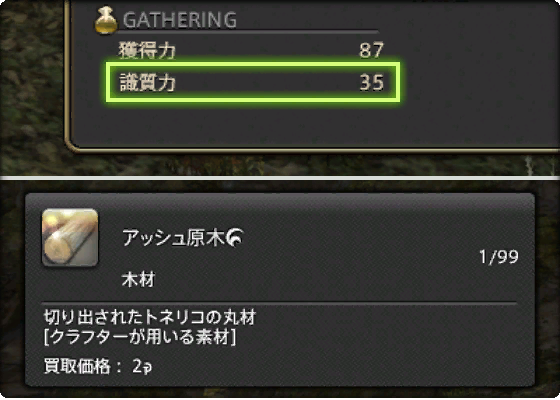 GATHERING
獲得力 87
識質力 35
アッシュ原木
1/99
木材
切り出されたトネリコの丸材
[クラフターが用いる素材]
買取価格： 2